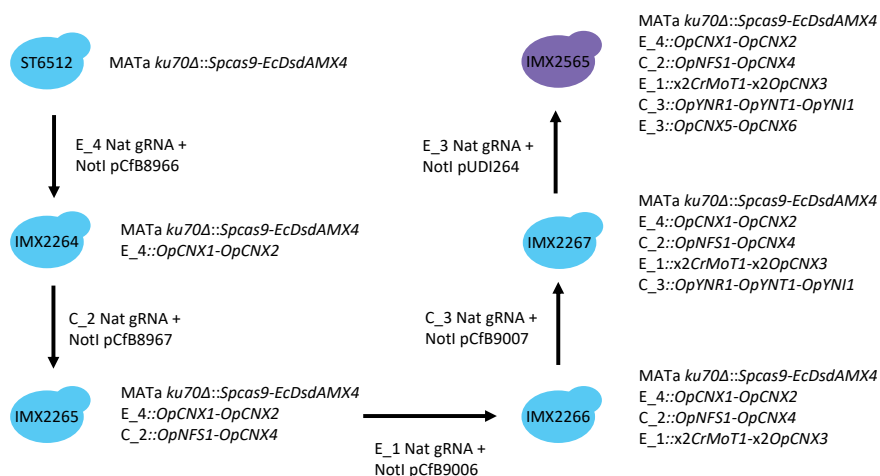 ST6512
MATa ku70Δ::Spcas9-EcDsdAMX4
E_4 Nat gRNA +
NotI pCfB8966
IMX2264
MATa ku70Δ::Spcas9-EcDsdAMX4
E_4::OpCNX1-OpCNX2
C_2 Nat gRNA +
NotI pCfB8967
IMX2265
MATa ku70Δ::Spcas9-EcDsdAMX4
E_4::OpCNX1-OpCNX2
C_2::OpNFS1-OpCNX4
E_1 Nat gRNA +
NotI pCfB9006
IMX2266
MATa ku70Δ::Spcas9-EcDsdAMX4
E_4::OpCNX1-OpCNX2
C_2::OpNFS1-OpCNX4
E_1::x2CrMoT1-x2OpCNX3
C_3 Nat gRNA +
NotI pCfB9007
IMX2267
MATa ku70Δ::Spcas9-EcDsdAMX4
E_4::OpCNX1-OpCNX2
C_2::OpNFS1-OpCNX4
E_1::x2CrMoT1-x2OpCNX3
C_3::OpYNR1-OpYNT1-OpYNI1
E_3 Nat gRNA +
NotI pUDI264
IMX2565
MATa ku70Δ::Spcas9-EcDsdAMX4
E_4::OpCNX1-OpCNX2
C_2::OpNFS1-OpCNX4
E_1::x2CrMoT1-x2OpCNX3
C_3::OpYNR1-OpYNT1-OpYNI1
E_3::OpCNX5-OpCNX6